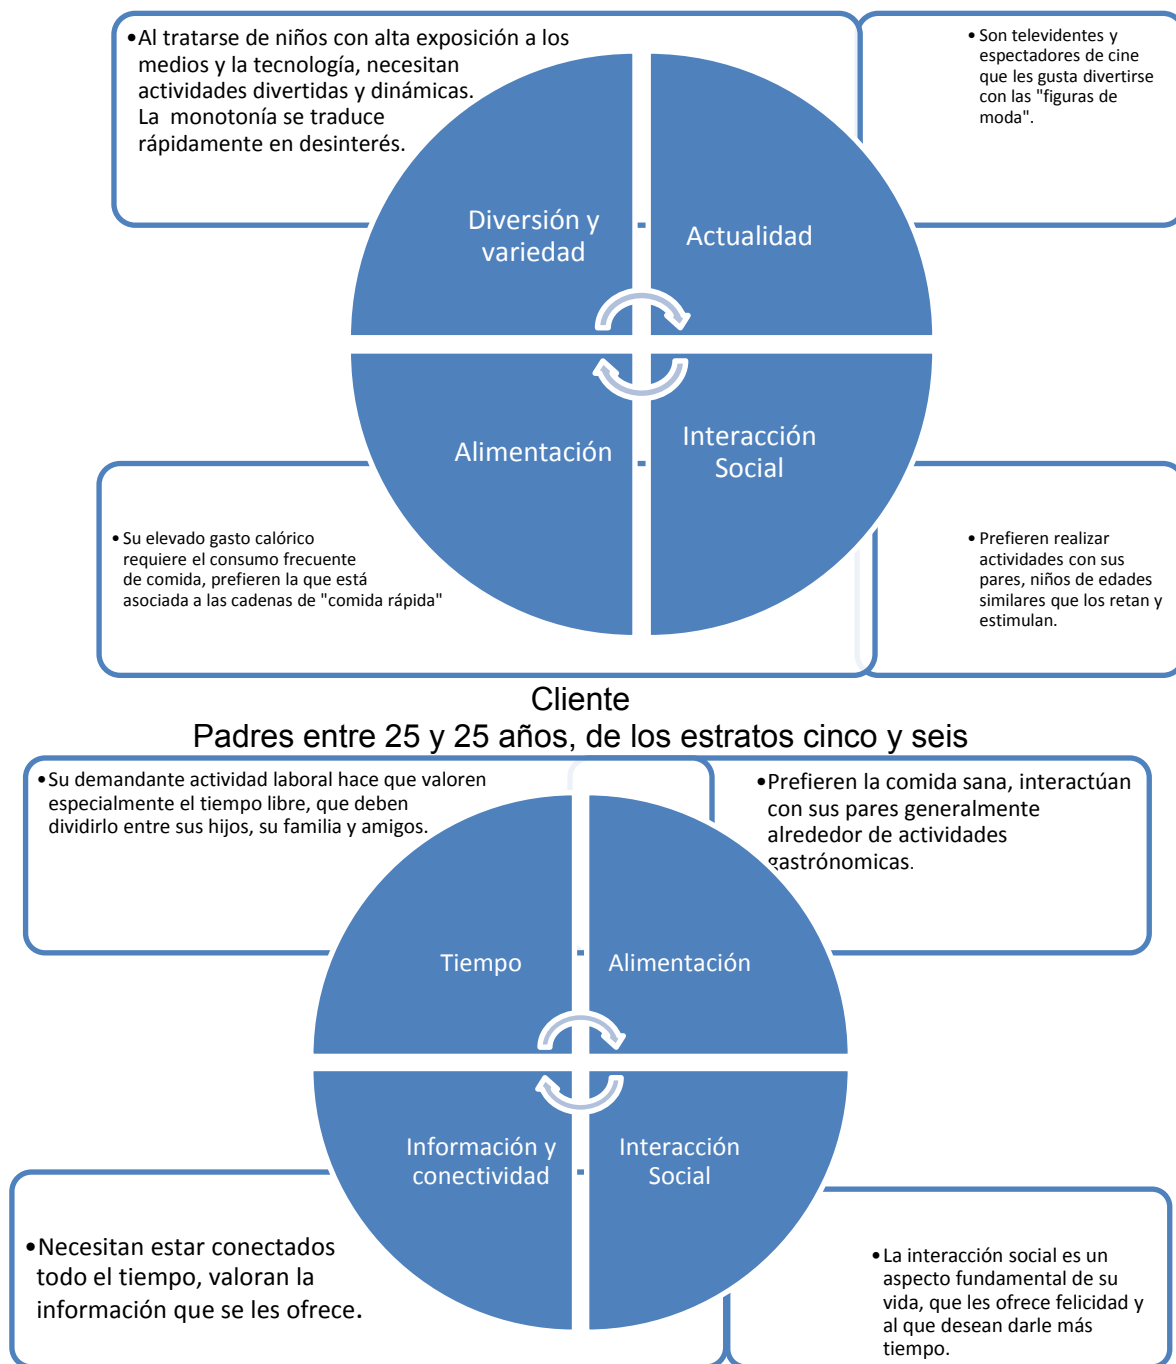 •Al tratarse de niños con alta exposición a los
medios y la tecnología, necesitan
actividades divertidas y dinámicas.
La monotonía se traduce
rápidamente en desinterés.
• Son televidentes y
espectadores de cine
que les gusta divertirse
con las "figuras de
moda".
Diversión y
variedad
Actualidad
Alimentación
Interacción
Social
• Su elevado gasto calórico
requiere el consumo frecuente
de comida, prefieren la que está
asociada a las cadenas de "comida rápida"
• Prefieren realizar
actividades con sus
pares, niños de edades
similares que los retan y
estimulan.
Cliente
Padres entre 25 y 25 años, de los estratos cinco y seis
•Su demandante actividad laboral hace que valoren
especialmente el tiempo libre, que deben
dividirlo entre sus hijos, su familia y amigos.
•Prefieren la comida sana, interactúan
con sus pares generalmente
alrededor de actividades
gastrónomicas.
Tiempo
Alimentación
Información y
conectividad
Interacción
Social
•Necesitan estar conectados
todo el tiempo, valoran la
información que se les ofrece.
•La interacción social es un
aspecto fundamental de su
vida, que les ofrece felicidad y
al que desean darle más
tiempo.